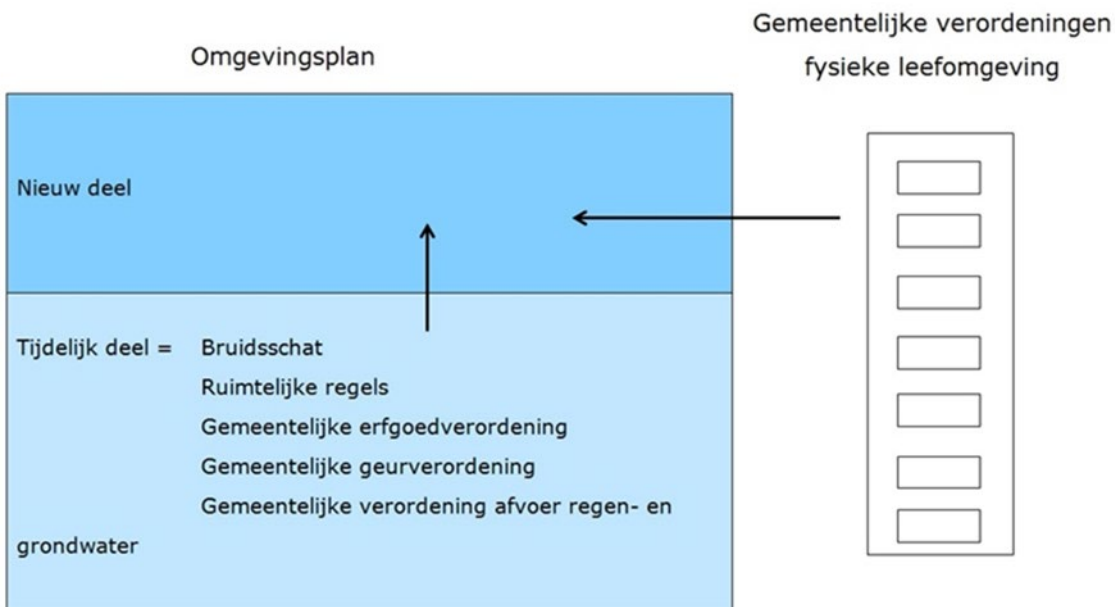 Omgevingsplan
Gemeentelijke verordeningen
fysieke leefomgeving
Nieuw deel
Tijdelijk deel = Bruidsschat
Ruimtelijke regels
Gemeentelijke erfgoedverordening
Gemeentelijke geurverordening
Gemeentelijke verordening afvoer regen- en
grondwater